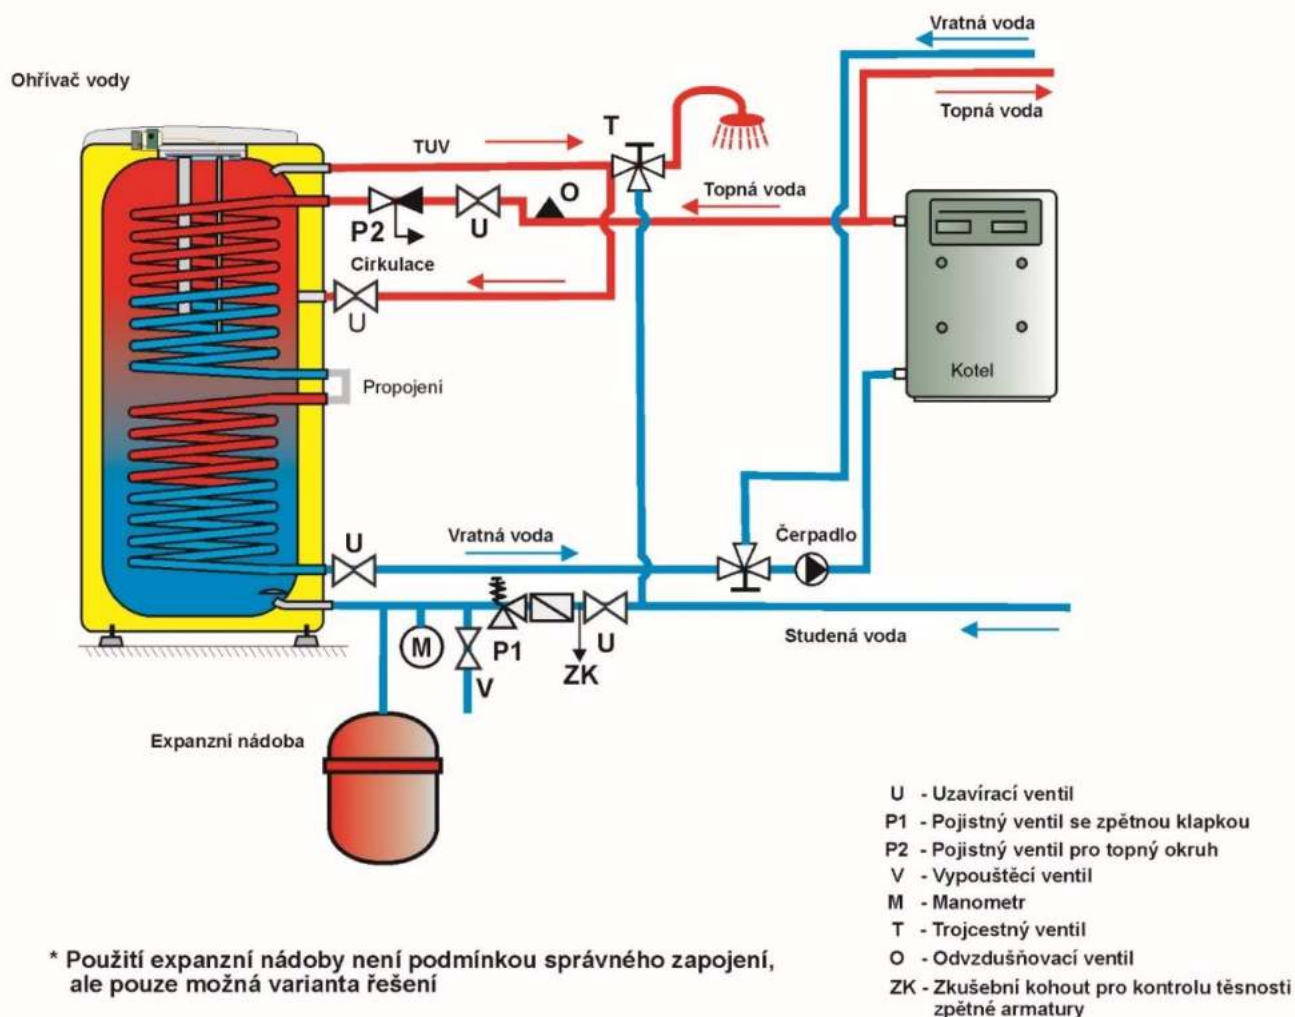 Vratná voda
Ohřívač vody
Topná voda
T
TUV
O
Topná voda
P2
U
Cirkulace
U
Propojení
Kotel
U
Vratná voda
Čerpadlo
Studená voda
M
P1
U
V
ZK
Expanzní nádoba
U - Uzavírací ventil
P1 - Pojistný ventil se zpětnou klapkou
P2 - Pojistný ventil pro topný okruh
V - Vypouštěcí ventil
M - Manometr
T - Trojcestný ventil
O - Odvzdušňovací ventil
ZK - Zkušební kohout pro kontrolu těsnosti
zpětné armatury
* Použití expanzní nádoby není podmínkou správného zapojení,
ale pouze možná varianta řešení